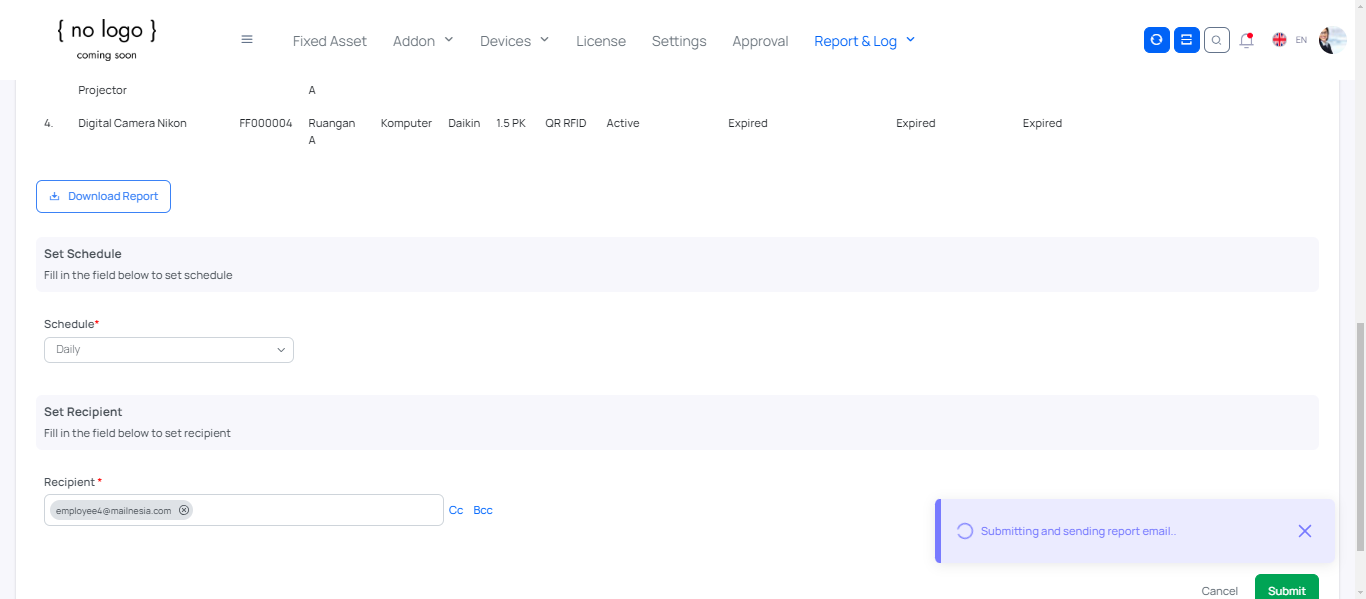 { no logo }
coming soon
Fixed Asset Addon Devices License Settings Approval Report & Log EN
Projector A
4. Digital Camera Nikon FF000004 Ruangan Komputer Daikin 1.5 PK QR RFID Active Expired Expired Expired
A
Download Report
Set Schedule
Fill in the field below to set schedule
Schedule*
Daily
Set Recipient
Fill in the field below to set recipient
Recipient *
employee4@mailnesia.com Cc Bcc
Submitting and sending report email..
Cancel Submit